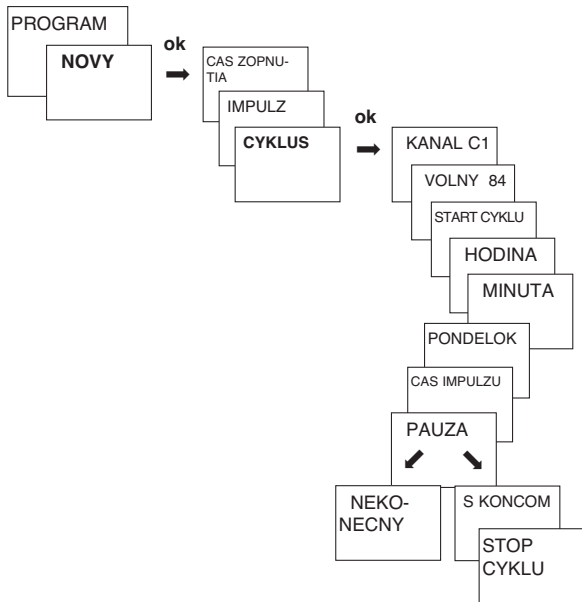 PROGRAM
NOVY
ok
CAS ZOPNU-
TIA
IMPULZ
CYKLUS
ok
KANAL C1
VOLNY 84
START CYKLU
HODINA
MINUTA
PONDELOK
CAS IMPULZU
PAUZA
NEKO-
NECNY
S KONCOM
STOP
CYKLU